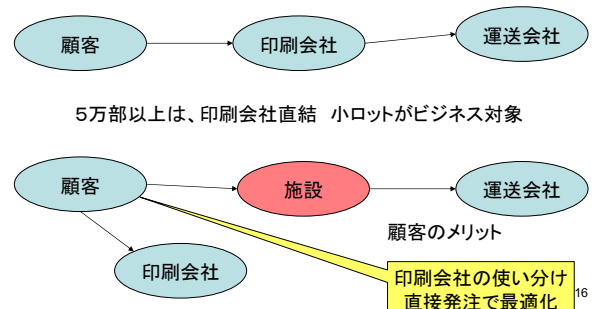 顧客
印刷会社
運送会社
５万部以上は、印刷会社直結 小ロットがビジネス対象
顧客
施設
運送会社
顧客のメリット
印刷会社
印刷会社の使い分け
直接発注で最適化
16